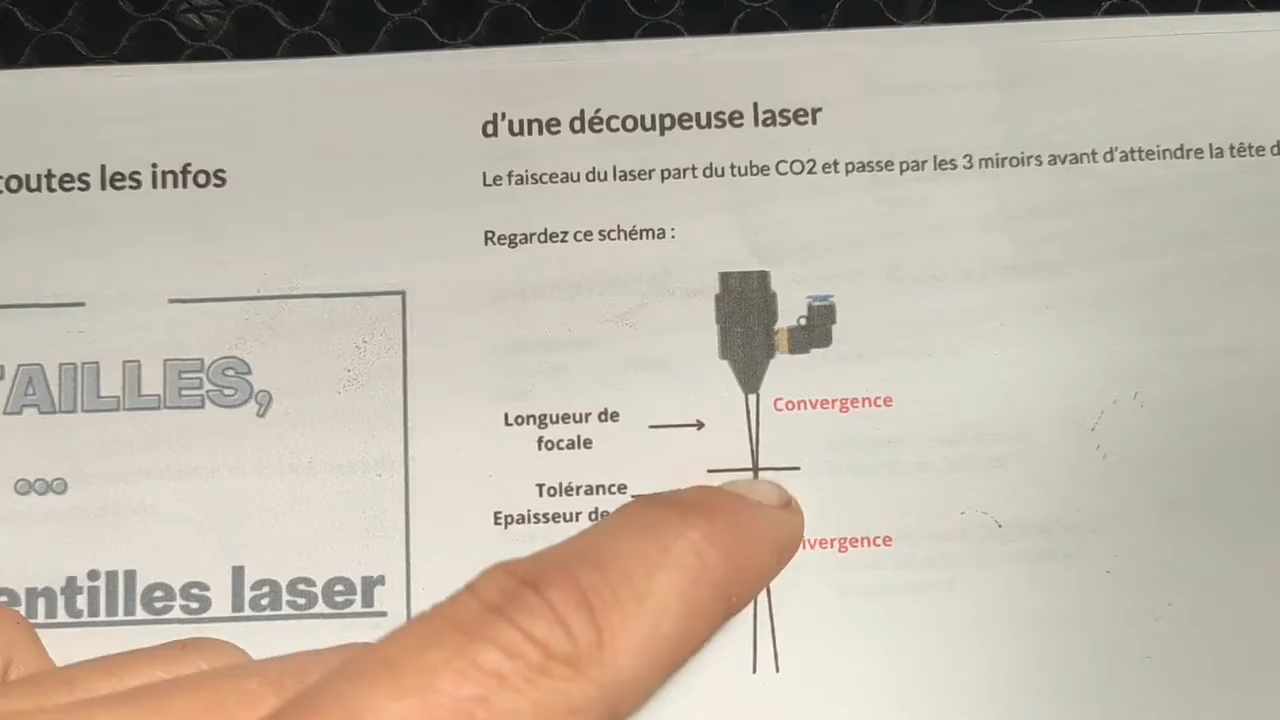 toutes les infos
TAILLES,
entilles laser
d'une découpeuse laser
Le faisceau du laser part du tube CO2 et passe par les 3 miroirs avant d'atteindre la tête d
Regardez ce schéma :
Convergence
Longueur de
focale
Tolérance
Epaisseur de
ivergence